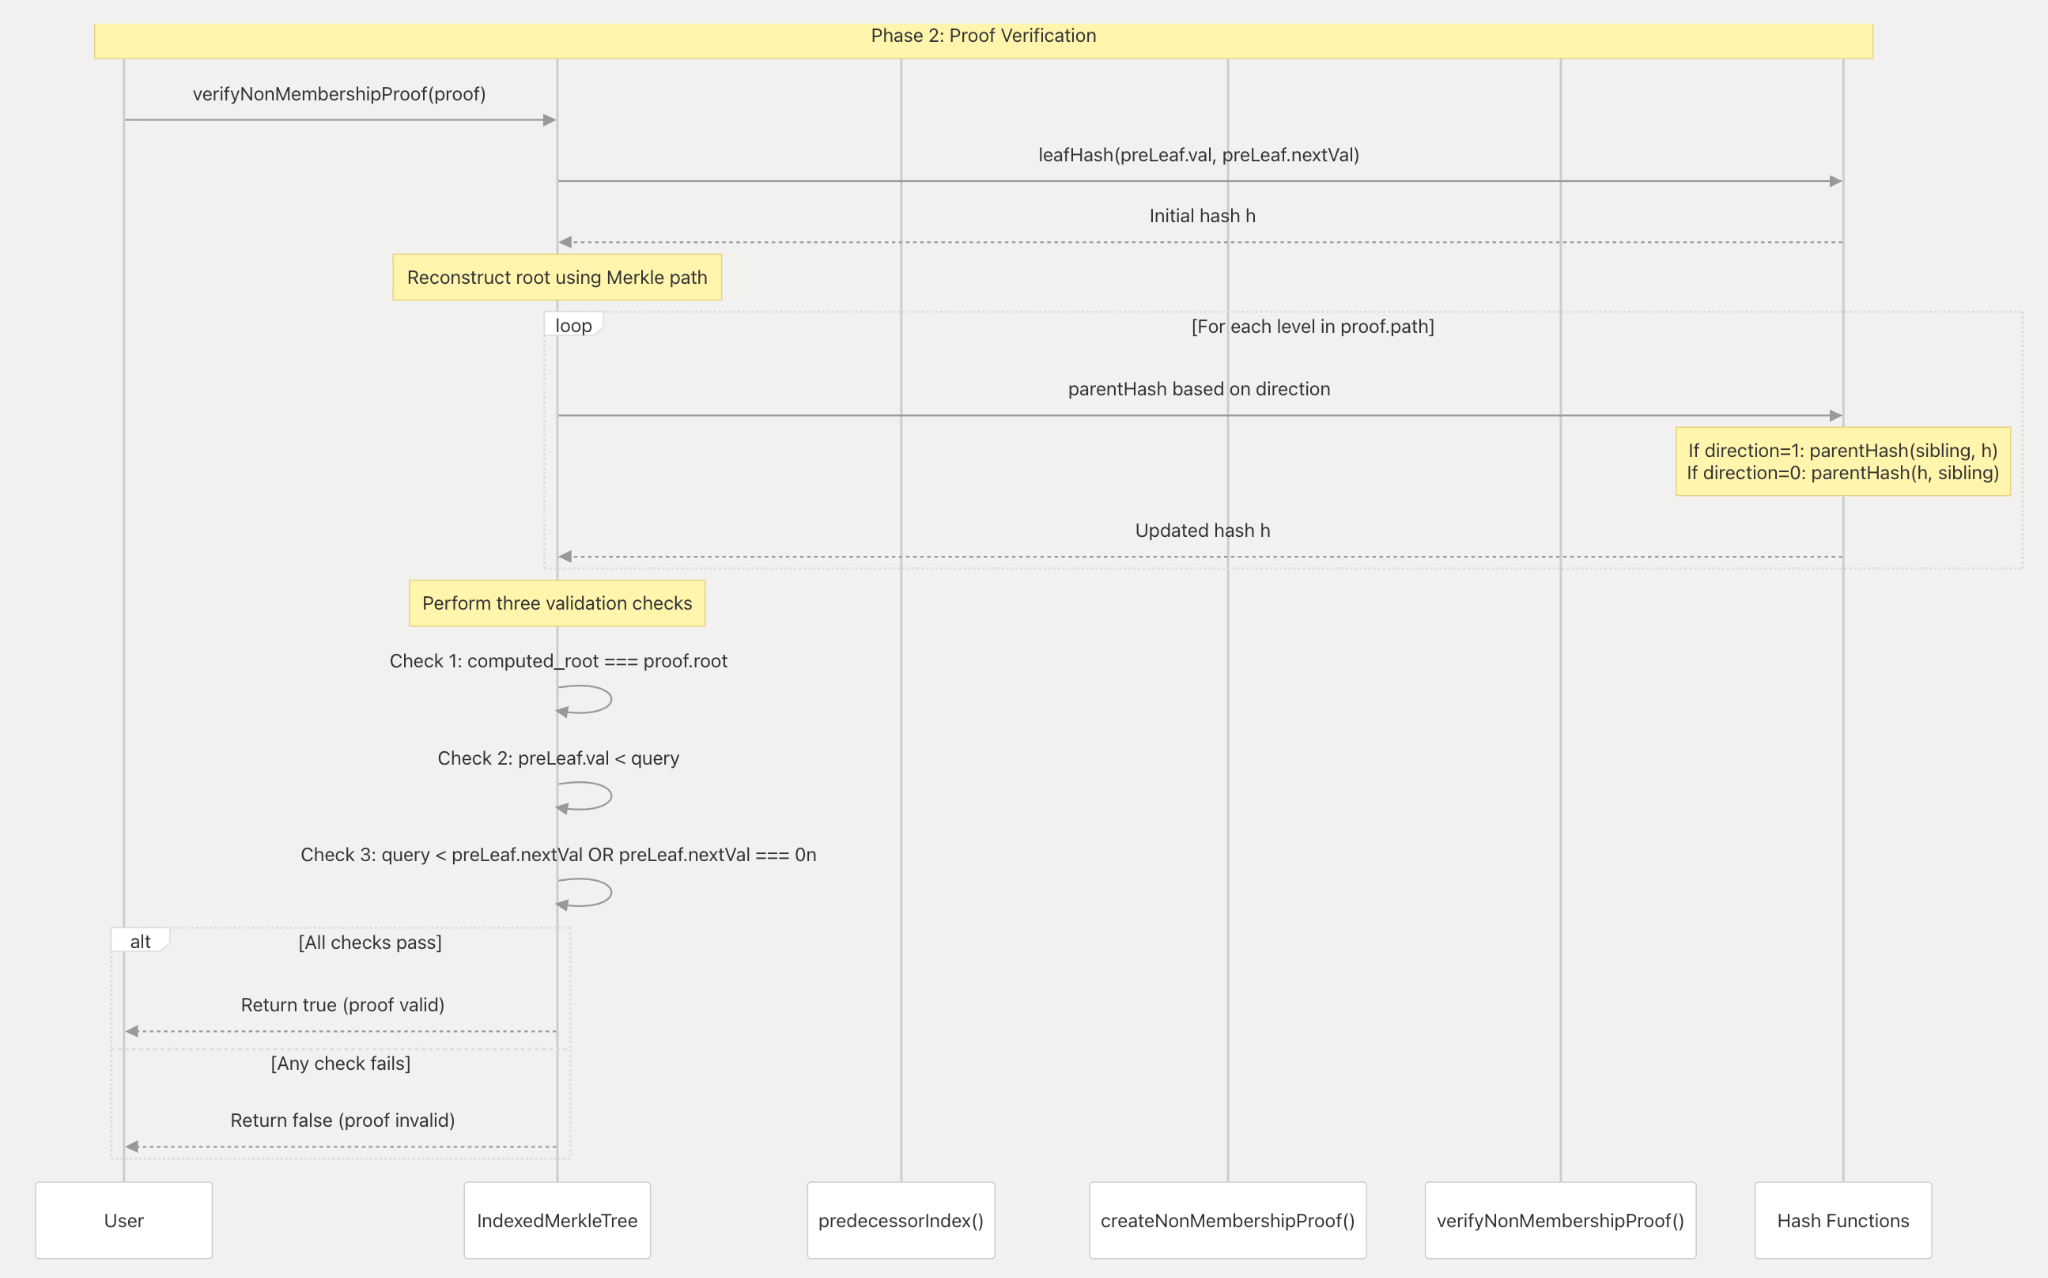 Phase 2: Proof Verification
verifyNonMembershipProof(proof)
leafHash(preLeaf.val, preLeaf.nextVal)
Initial hash h
Reconstruct root using Merkle path
loop
[For each level in proof.path]
parentHash based on direction
If direction=1: parentHash(sibling, h)
If direction=0: parentHash(h, sibling)
Updated hash h
Perform three validation checks
Check 1: computed_root === proof.root
Check 2: preLeaf.val < query
Check 3: query < preLeaf.nextVal OR preLeaf.nextVal === 0n
alt
[All checks pass]
Return true (proof valid)
[Any check fails]
Return false (proof invalid)
User
IndexedMerkleTree
predecessorIndex()
createNonMembershipProof()
verifyNonMembershipProof()
Hash Functions